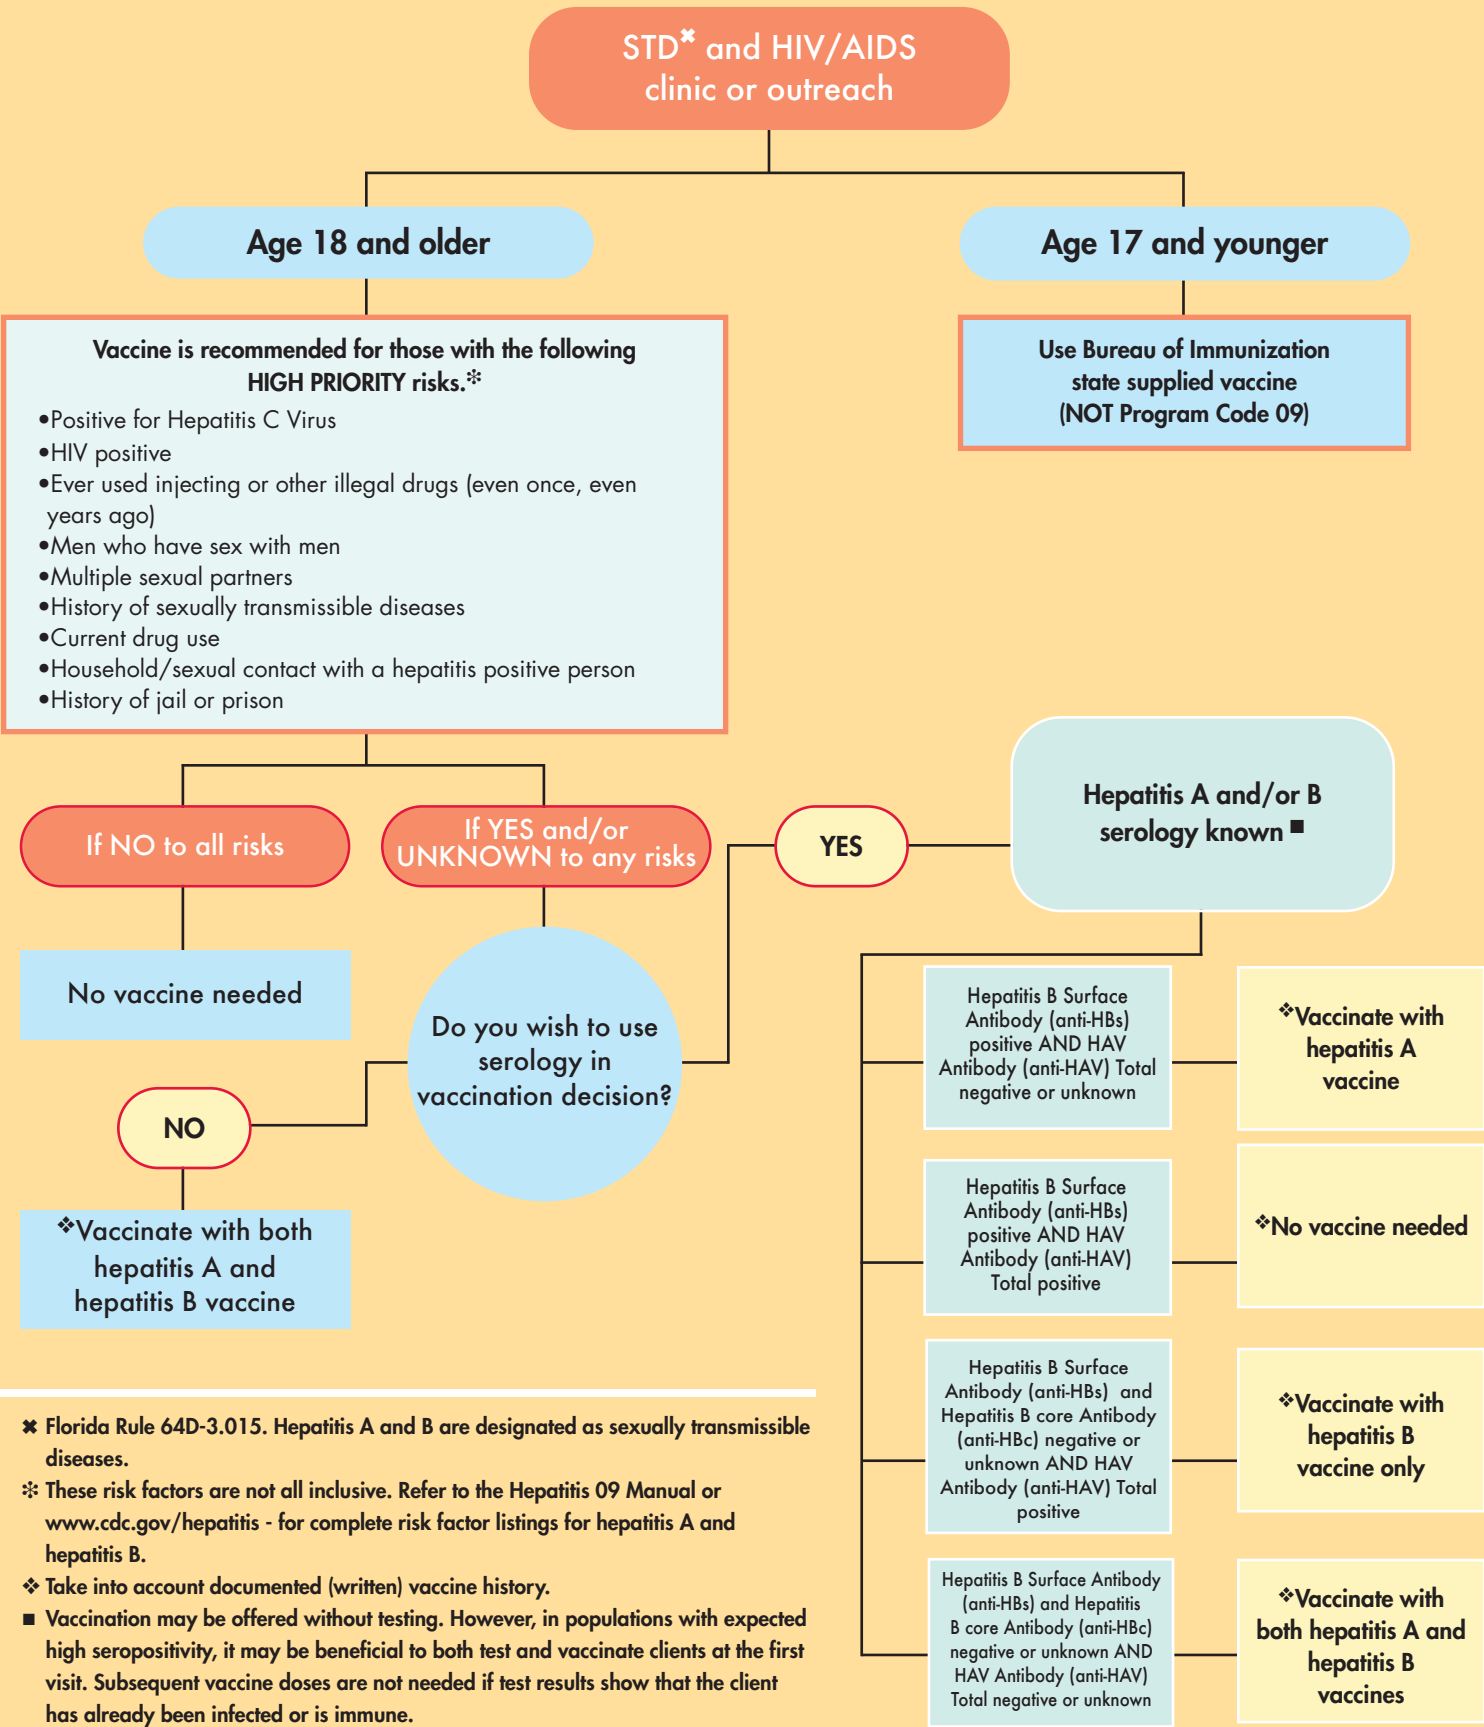 STD✖ and HIV/AIDS
clinic or outreach
Age 18 and older
Age 17 and younger
Vaccine is recommended for those with the following
HIGH PRIORITY risks.❇
•Positive for Hepatitis C Virus
•HIV positive
•Ever used injecting or other illegal drugs (even once, even
years ago)
•Men who have sex with men
•Multiple sexual partners
•History of sexually transmissible diseases
•Current drug use
•Household/sexual contact with a hepatitis positive person
•History of jail or prison
Use Bureau of Immunization
state supplied vaccine
(NOT Program Code 09)
If NO to all risks
If YES and/or
UNKNOWN to any risks
YES
Hepatitis A and/or B
serology known ■
No vaccine needed
Do you wish to use
serology in
vaccination decision?
NO
❖Vaccinate with both
hepatitis A and
hepatitis B vaccine
Hepatitis B Surface
Antibody (anti-HBs)
positive AND HAV
Antibody (anti-HAV) Total
negative or unknown
❖Vaccinate with
hepatitis A
vaccine
Hepatitis B Surface
Antibody (anti-HBs)
positive AND HAV
Antibody (anti-HAV)
Total positive
❖No vaccine needed
Hepatitis B Surface
Antibody (anti-HBs) and
Hepatitis B core Antibody
(anti-HBc) negative or
unknown AND HAV
Antibody (anti-HAV) Total
positive
❖Vaccinate with
hepatitis B
vaccine only
Hepatitis B Surface Antibody
(anti-HBs) and Hepatitis
B core Antibody (anti-HBc)
negative or unknown AND
HAV Antibody (anti-HAV)
Total negative or unknown
❖Vaccinate with
both hepatitis A and
hepatitis B
vaccines
✖ Florida Rule 64D-3.015. Hepatitis A and B are designated as sexually transmissible
diseases.
❇ These risk factors are not all inclusive. Refer to the Hepatitis 09 Manual or
www.cdc.gov/hepatitis - for complete risk factor listings for hepatitis A and
hepatitis B.
❖ Take into account documented (written) vaccine history.
■ Vaccination may be offered without testing. However, in populations with expected
high seropositivity, it may be beneficial to both test and vaccinate clients at the first
visit. Subsequent vaccine doses are not needed if test results show that the client
has already been infected or is immune.